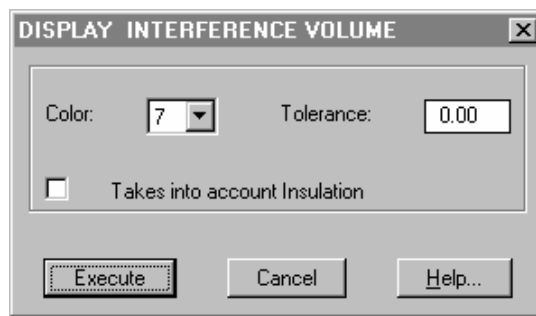 DISPLAY INTERFERENCE VOLUME
Color: 7 Tolerance: 0.00
Takes into account Insulation
Execute Cancel Help...